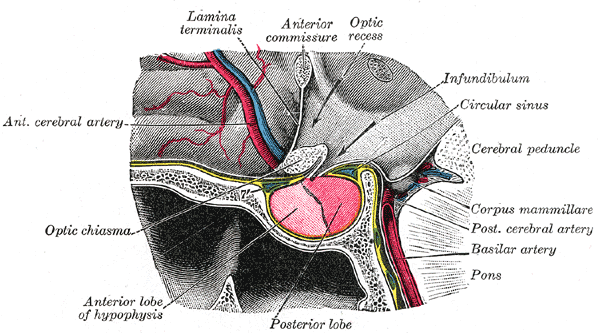 Lamina
terminalis
Anterior
commissure
Optic
recess
Infundibulum
Circular sinus
Ant. cerebral artery
Cerebral peduncle
Corpus mammillare
Post. cerebral artery
Optic chiasma
Basilar artery
Pons
Anterior lobe
of hypophysis
Posterior lobe